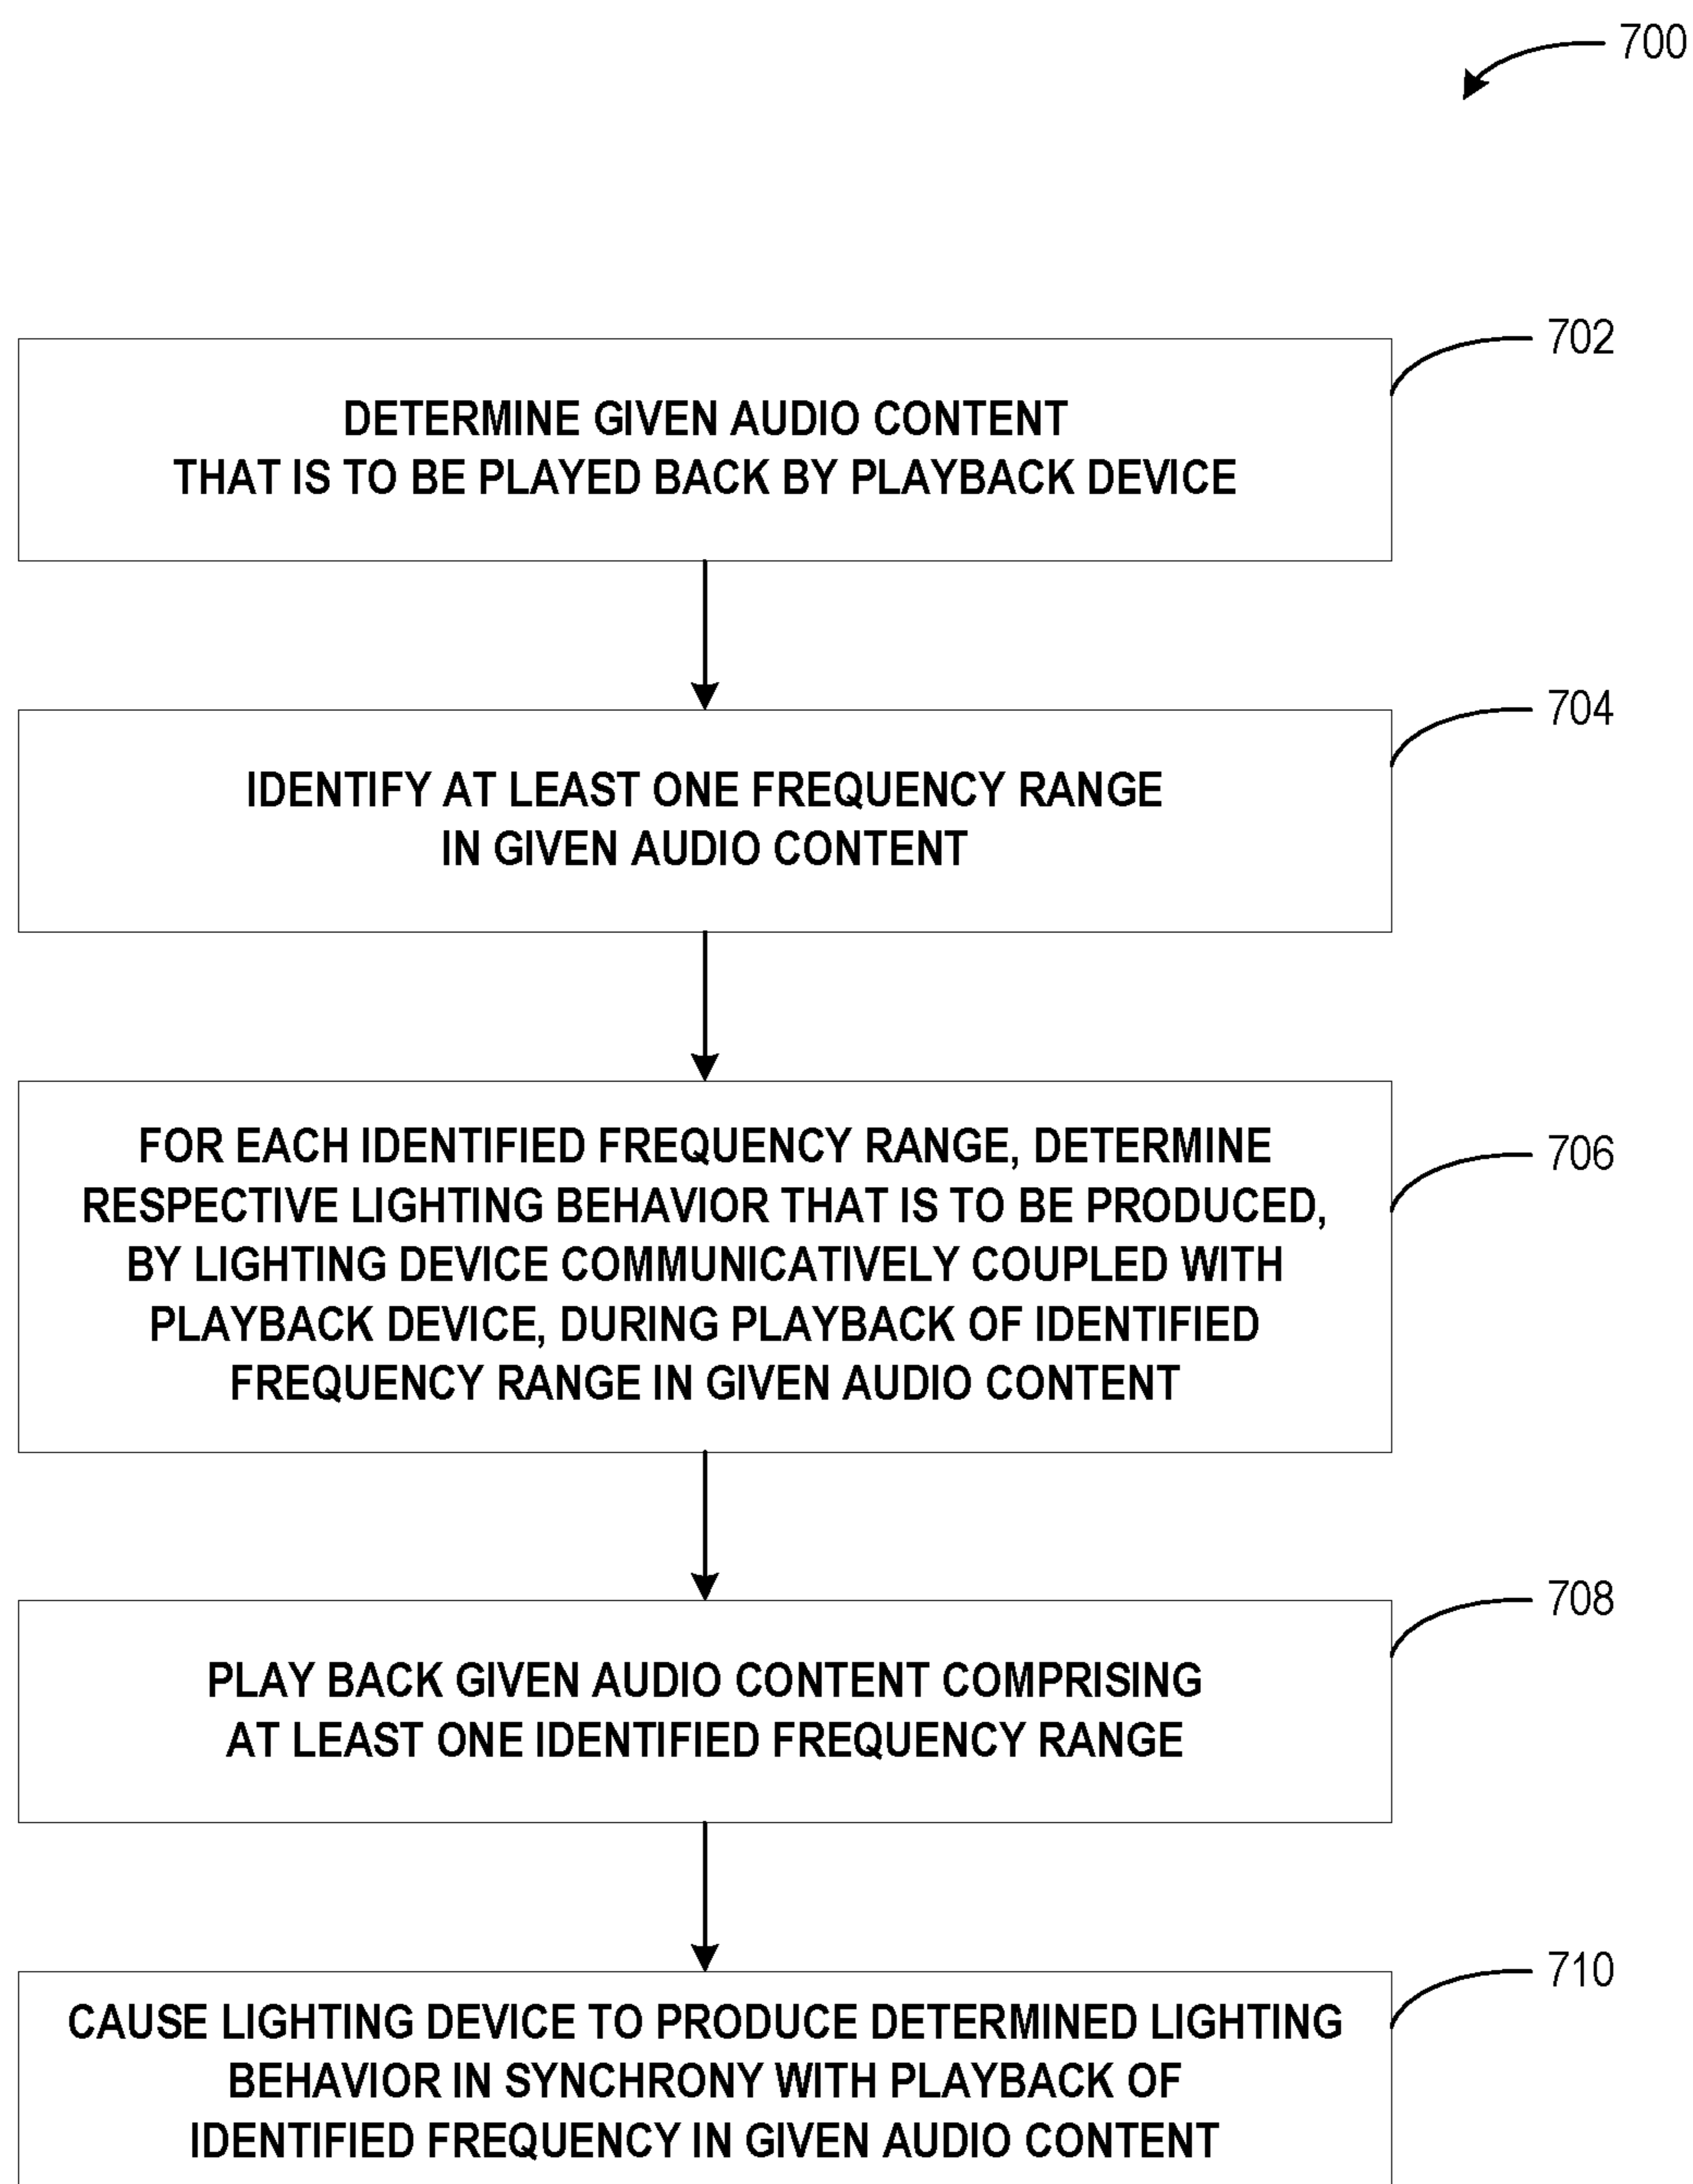 700
702
DETERMINE GIVEN AUDIO CONTENT
THAT IS TO BE PLAYED BACK BY PLAYBACK DEVICE
704
IDENTIFY AT LEAST ONE FREQUENCY RANGE
IN GIVEN AUDIO CONTENT
706
FOR EACH IDENTIFIED FREQUENCY RANGE, DETERMINE
RESPECTIVE LIGHTING BEHAVIOR THAT IS TO BE PRODUCED,
BY LIGHTING DEVICE COMMUNICATIVELY COUPLED WITH
PLAYBACK DEVICE, DURING PLAYBACK OF IDENTIFIED
FREQUENCY RANGE IN GIVEN AUDIO CONTENT
708
PLAY BACK GIVEN AUDIO CONTENT COMPRISING
AT LEAST ONE IDENTIFIED FREQUENCY RANGE
710
CAUSE LIGHTING DEVICE TO PRODUCE DETERMINED LIGHTING
BEHAVIOR IN SYNCHRONY WITH PLAYBACK OF
IDENTIFIED FREQUENCY IN GIVEN AUDIO CONTENT